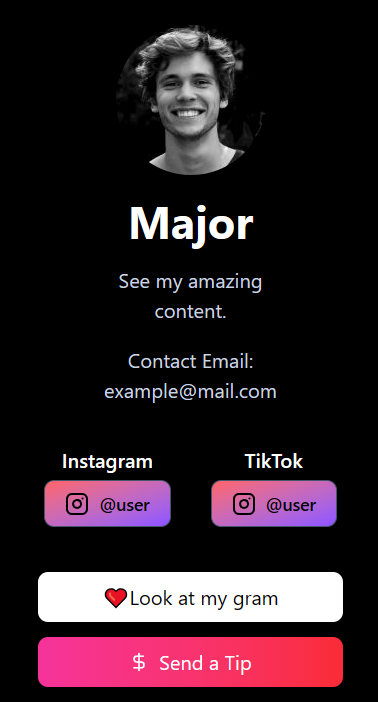 Major
See my amazing
content.
Contact Email:
example@mail.com
Instagram TikTok
@user @user
Look at my gram
$ Send a Tip